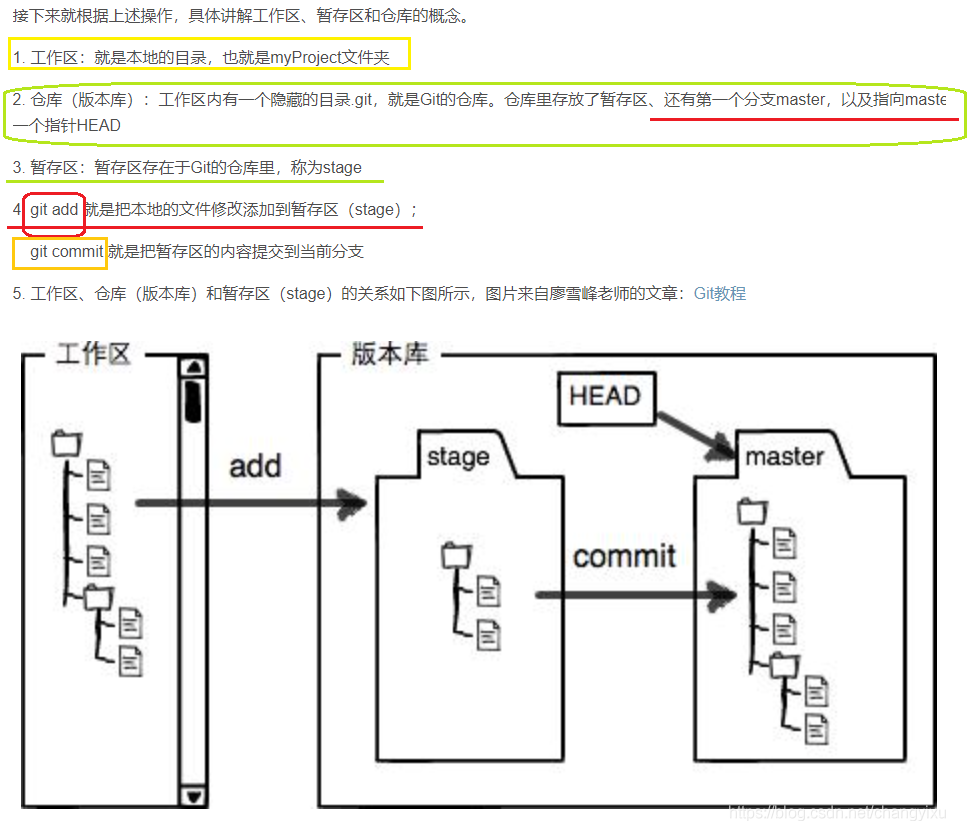 接下来就根据上述操作，具体讲解工作区、暂存区和仓库的概念。
1. 工作区：就是本地的目录，也就是myProject文件夹
2. 仓库（版本库）：工作区内有一个隐藏的目录.git，就是Git的仓库。仓库里存放了暂存区、还有第一个分支master，以及指向maste
一个指针HEAD
3. 暂存区：暂存区存在于Git的仓库里，称为stage
4 git add 就是把本地的文件修改添加到暂存区（stage）；
git commit 就是把暂存区的内容提交到当前分支
5. 工作区、仓库（版本库）和暂存区（stage）的关系如下图所示，图片来自廖雪峰老师的文章：Git教程
工作区
版本库
HEAD
add
stage
master
commit
https://blog.csdn.net/changyixu